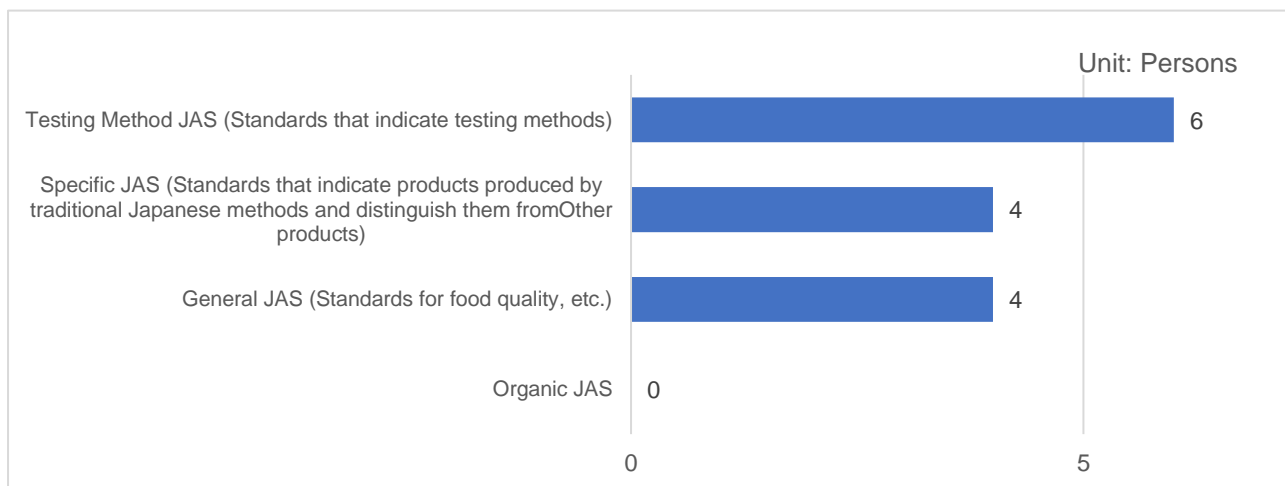 Unit: Persons
Testing Method JAS (Standards that indicate testing methods)
6
Specific JAS (Standards that indicate products produced by
traditional Japanese methods and distinguish them fromOther
products)
4
General JAS (Standards for food quality, etc.)
4
Organic JAS
0
0
5